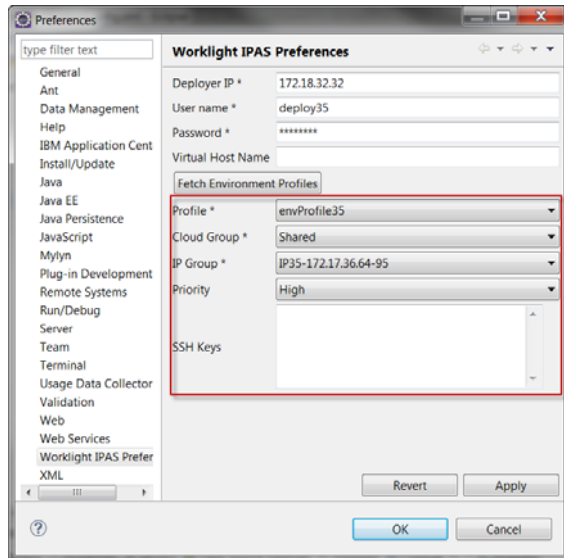 Preferences
type filter text
General
Ant
Data Management
Help
IBM Application Cent
Install/Update
Java
Java EE
Java Persistence
JavaScript
Mylyn
Plug-in Development
Remote Systems
Run/Debug
Server
Team
Terminal
Usage Data Collector
Validation
Web
Web Services
Worklight IPAS Prefer
XML
Worklight IPAS Preferences
Deployer IP * 172.18.32.32
User name * deploy35
Password * ********
Virtual Host Name
Fetch Environment Profiles
Profile * envProfile35
Cloud Group * Shared
IP Group * IP35-172.17.36.64-95
Priority High
SSH Keys
Revert Apply
OK Cancel